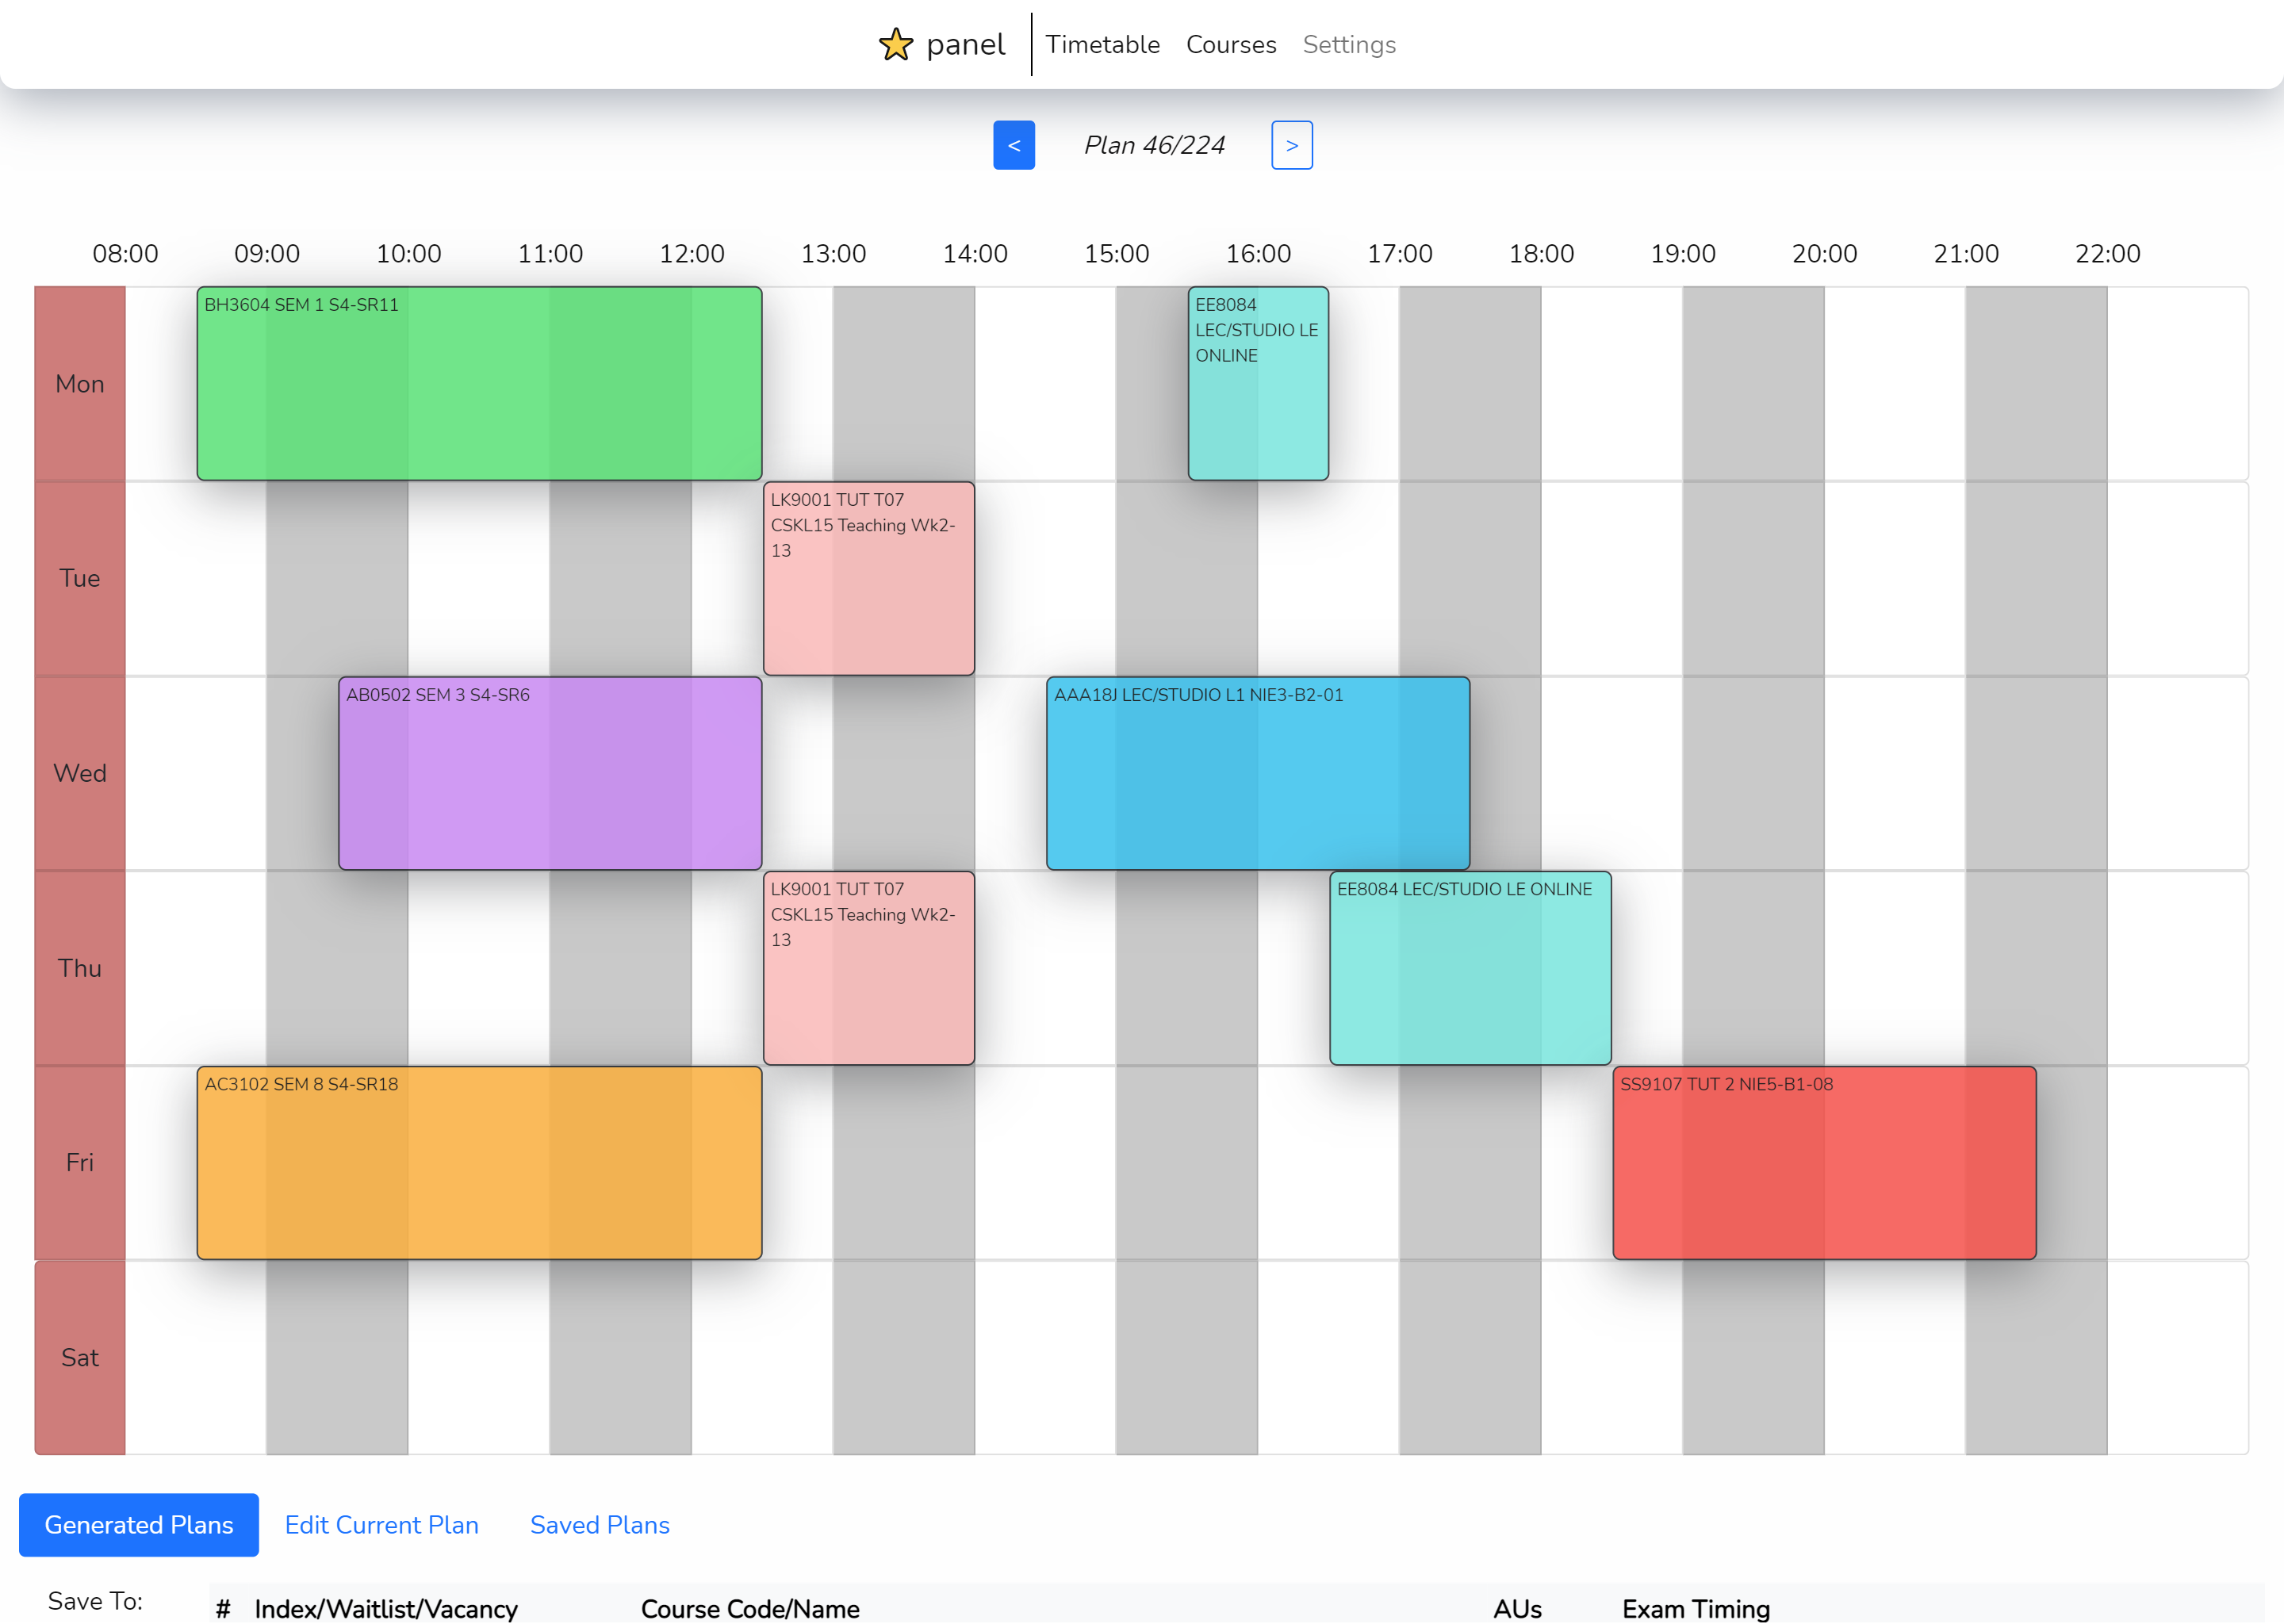 panel Timetable Courses Settings
< Plan 46/224 >
08:00 09:00 10:00 11:00 12:00 13:00 14:00 15:00 16:00 17:00 18:00 19:00 20:00 21:00 22:00
Mon
BH3604 SEM 1 S4-SR11
EE8084
LEC/STUDIO LE
ONLINE
Tue
LK9001 TUT T07
CSKL15 Teaching Wk2-
13
Wed
AB0502 SEM 3 S4-SR6
AAA18J LEC/STUDIO L1 NIE3-B2-01
Thu
LK9001 TUT T07
CSKL15 Teaching Wk2-
13
EE8084 LEC/STUDIO LE ONLINE
Fri
AC3102 SEM 8 S4-SR18
SS9107 TUT 2 NIE5-B1-08
Sat
Generated Plans Edit Current Plan Saved Plans
Save To:
# Index/Waitlist/Vacancy Course Code/Name AUs Exam Timing